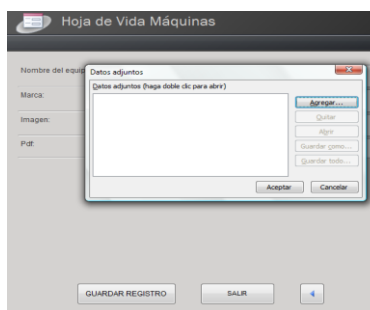 Hoja de Vida Máquinas
Nombre del equip
Datos adjuntos
Datos adjuntos (haga doble clic para abrir)
Marca:
Agregar...
Imagen:
Quitar
Abrir
Pdf:
Guardar como...
Guardar todo...
Aceptar
Cancelar
GUARDAR REGISTRO
SALIR